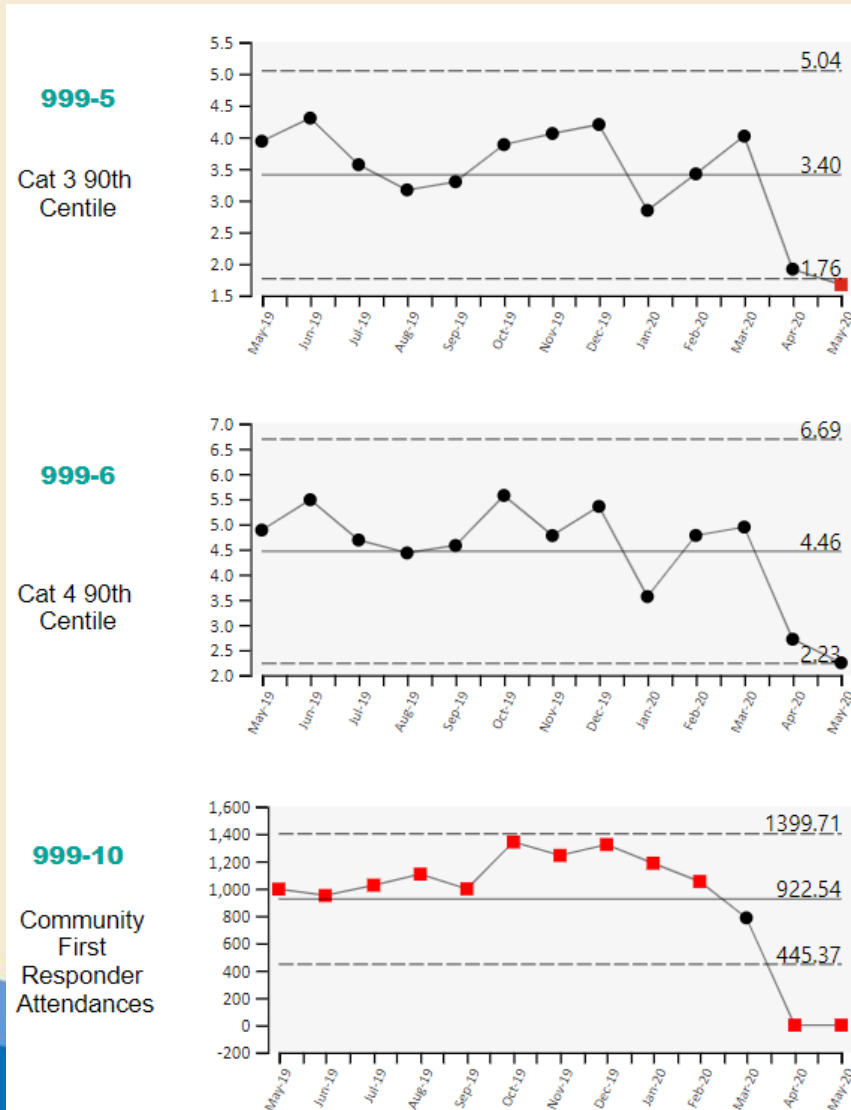 999-5
Cat 3 90th
Centile
5.5
5.0
4.5
4.0
3.5
3.0
2.5
2.0
1.5
5.04
3.40
1.76
May-19
Jun-19
Jul-19
Aug-19
Sep-19
Oct-19
Nov-19
Dec-19
Jan-20
Feb-20
Mar-20
Apr-20
May-20
999-6
Cat 4 90th
Centile
7.0
6.5
6.0
5.5
5.0
4.5
4.0
3.5
3.0
2.5
2.0
6.69
4.46
2.23
May-19
Jun-19
Jul-19
Aug-19
Sep-19
Oct-19
Nov-19
Dec-19
Jan-20
Feb-20
Mar-20
Apr-20
May-20
999-10
Community
First
Responder
Attendances
1,600
1,400
1,200
1,000
800
600
400
200
0
-200
1399.71
922.54
445.37
May-19
Jun-19
Jul-19
Aug-19
Sep-19
Oct-19
Nov-19
Dec-19
Jan-20
Feb-20
Mar-20
Apr-20
May-20